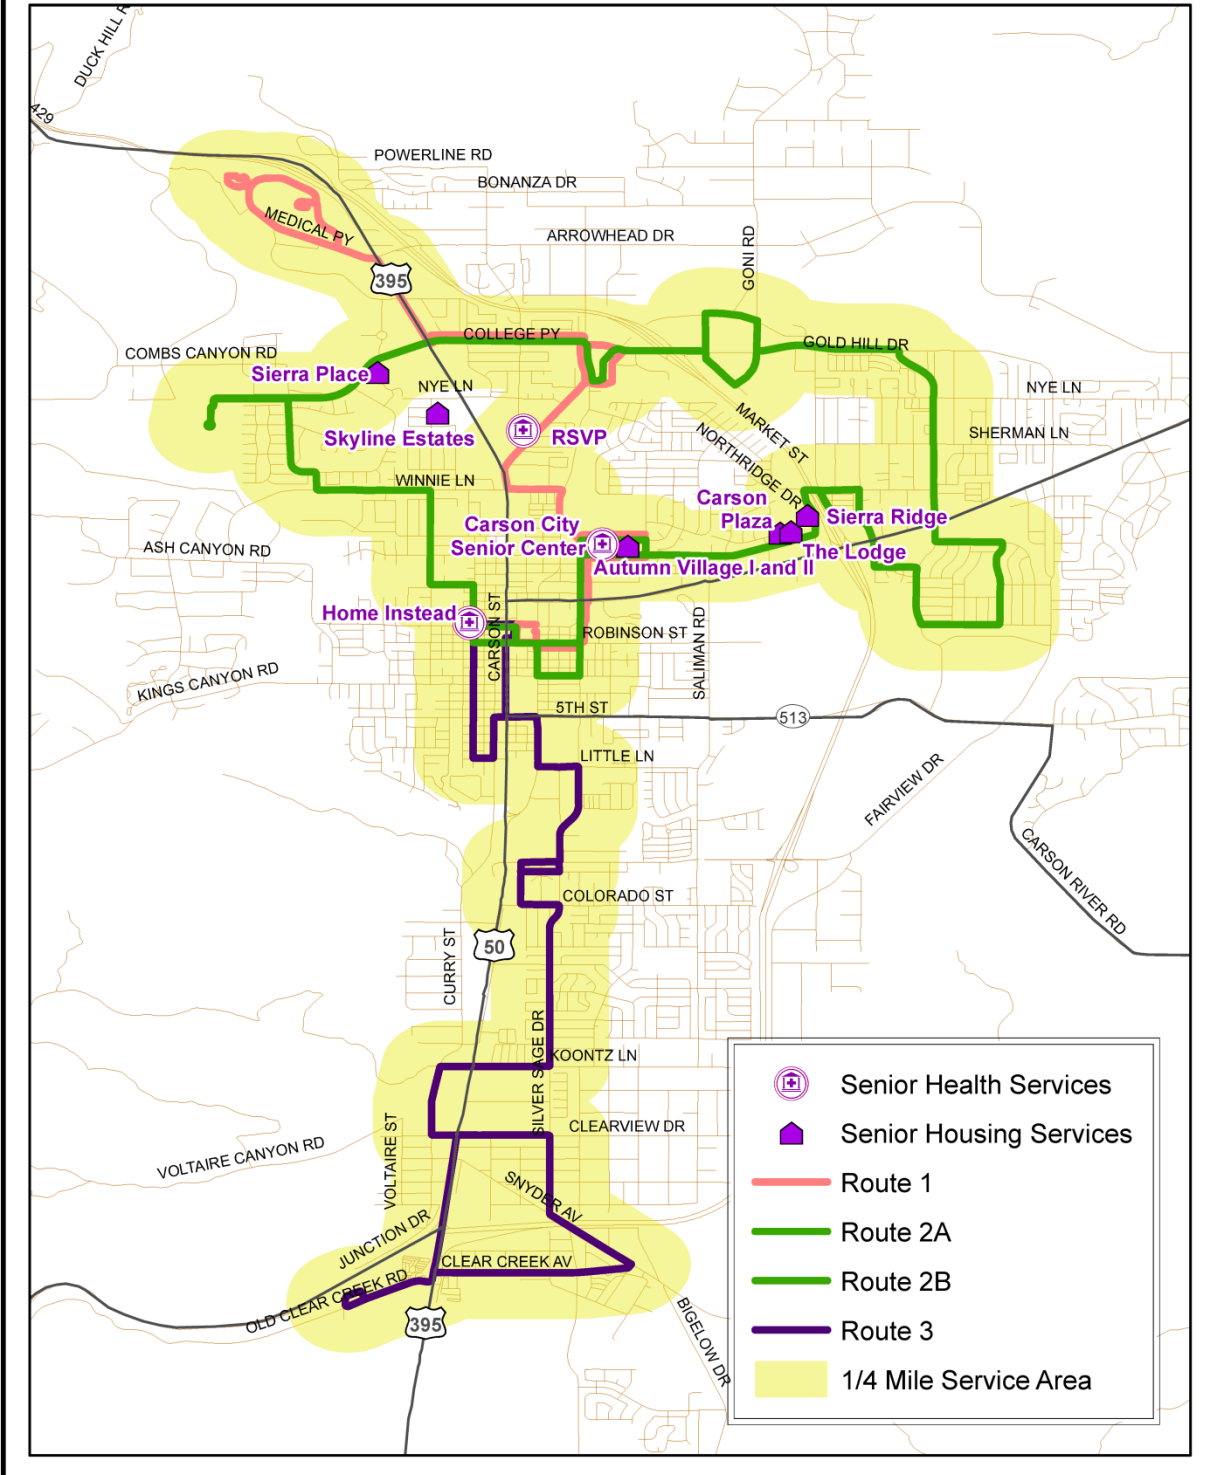 DUCK HILL R
429
POWERLINE RD
BONANZA DR
MEDICAL PY
ARROWHEAD DR
GONI RD
395
COLLEGE PY
GOLD HILL DR
COMBS CANYON RD
Sierra Place
NYE LN
NYE LN
Skyline Estates
RSVP
MARKET ST
SHERMAN LN
NORTHRIDGE DR
WINNIE LN
Carson
Plaza
Sierra Ridge
Carson City
Senior Center
ASH CANYON RD
The Lodge
Autumn Village I and II
Home Instead
CARSON ST
ROBINSON ST
SALIMAN RD
KINGS CANYON RD
5TH ST
513
LITTLE LN
FAIRVIEW DR
CARSON RIVER RD
COLORADO ST
CURRY ST
50
SILVER SAGE DR
KOONTZ LN
CLEARVIEW DR
VOLTAIRE ST
VOLTAIRE CANYON RD
SNYDER AV
JUNCTION DR
CLEAR CREEK AV
OLD CLEAR CREEK RD
395
BIGELOW DR
Senior Health Services
Senior Housing Services
Route 1
Route 2A
Route 2B
Route 3
1/4 Mile Service Area